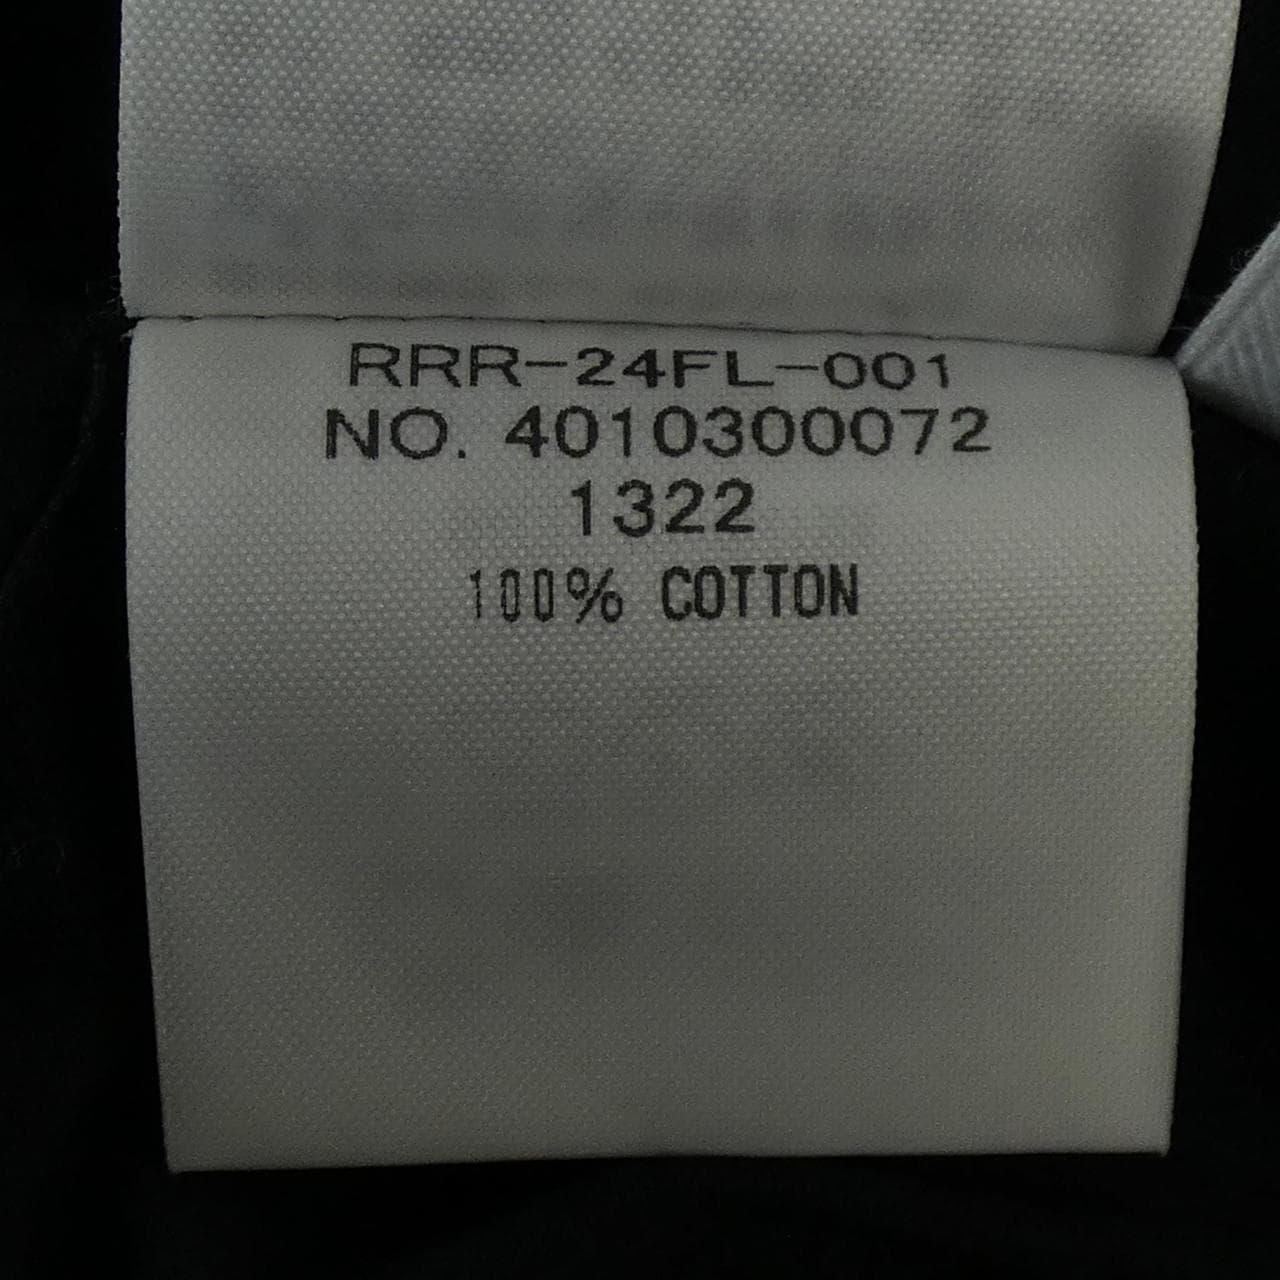 RRR-24FL-001
NO. 4010300072
1322
100% COTTON